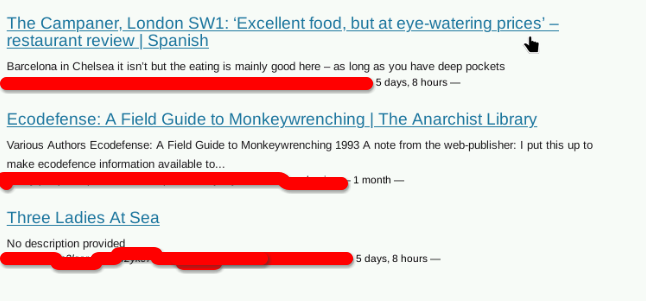 The Campaner, London SW1: ‘Excellent food, but at eye-watering prices’ –
restaurant review | Spanish
Barcelona in Chelsea it isn’t but the eating is mainly good here – as long as you have deep pockets
5 days, 8 hours —
Ecodefense: A Field Guide to Monkeywrenching | The Anarchist Library
Various Authors Ecodefense: A Field Guide to Monkeywrenching 1993 A note from the web-publisher: I put this up to
make ecodefence information available to...
1 month —
Three Ladies At Sea
No description provided
5 days, 8 hours —